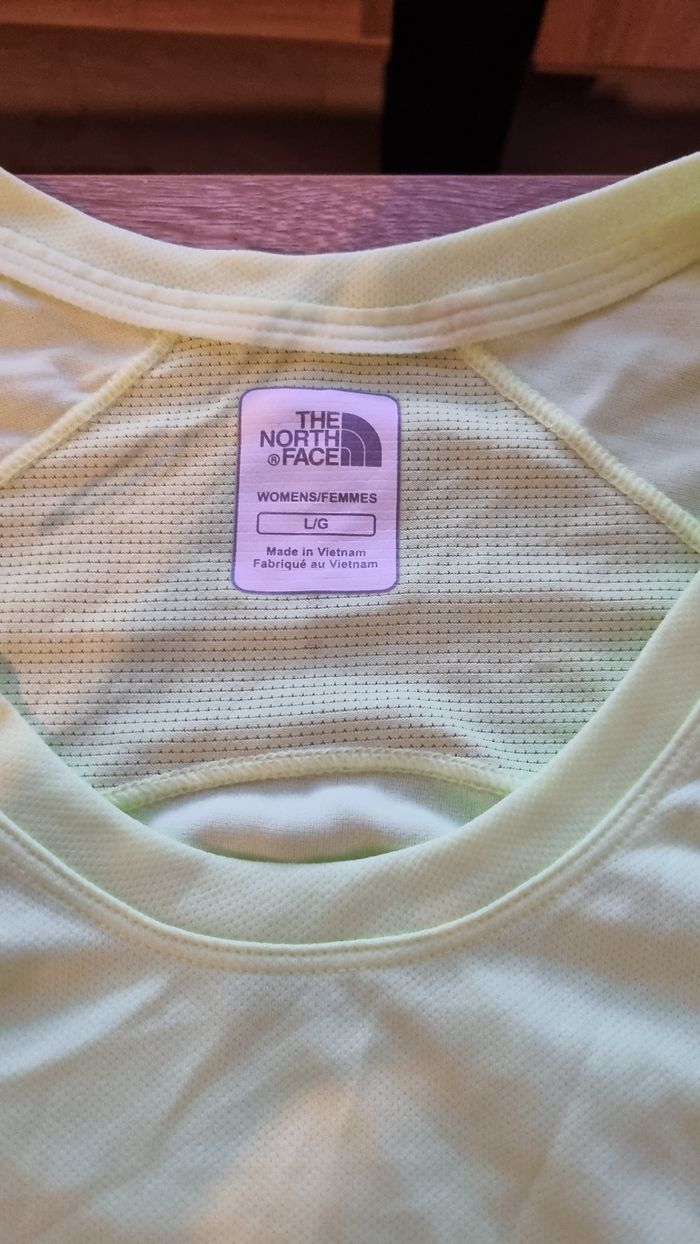 THE
NORTH
® FACE
WOMENS/FEMMES
L/G
Made in Vietnam
Fabriqué au Vietnam